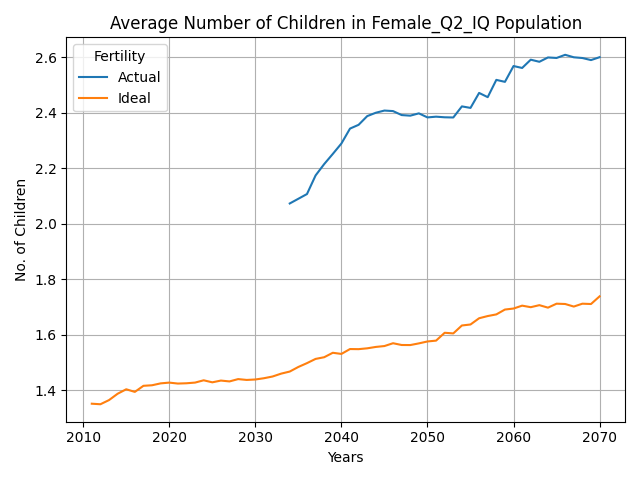 Average Number of Children in Female_Q2_IQ Population
Fertility
Actual
Ideal
No. of Children
2.6
2.4
2.2
2.0
1.8
1.6
1.4
2010 2020 2030 2040 2050 2060 2070
Years